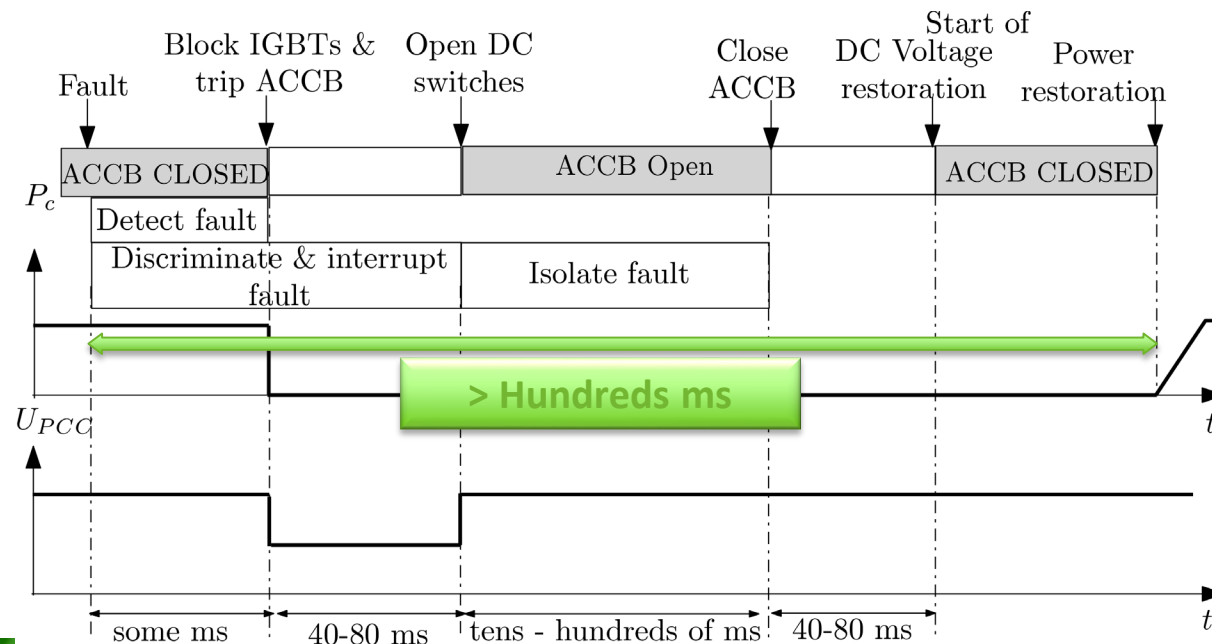 Fault
Block IGBTs &
trip ACCB
Open DC
switches
Close
ACCB
Start of
DC Voltage
restoration
Power
restoration
ACCB CLOSED
ACCB Open
ACCB CLOSED
P_c
Detect fault
Discriminate & interrupt
fault
Isolate fault
> Hundreds ms
t
U_PCC
t
some ms
40-80 ms
tens - hundreds of ms
40-80 ms